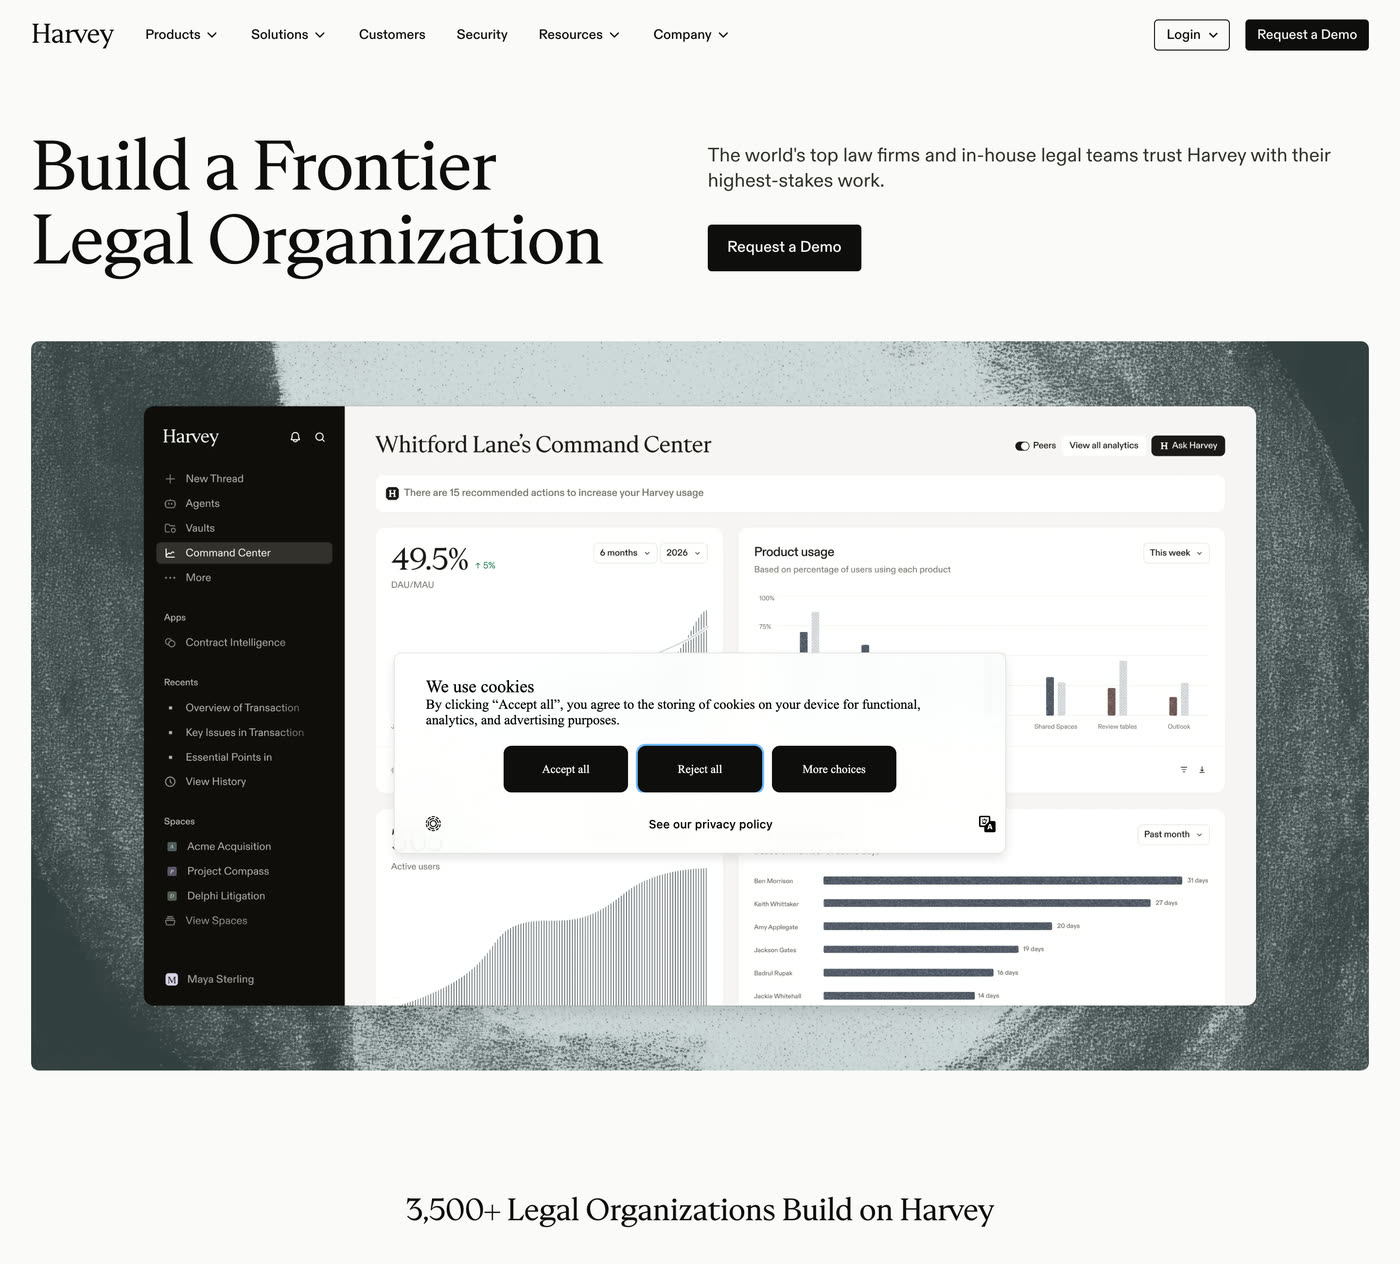 Harvey
Products
Solutions
Customers
Security
Resources
Company
Login
Request a Demo
Build a Frontier
Legal Organization
The world's top law firms and in-house legal teams trust Harvey with their
highest-stakes work.
Request a Demo
Harvey
New Thread
Agents
Vaults
Command Center
More
Apps
Contract Intelligence
Recents
Overview of Transaction
Key Issues in Transaction
Essential Points in
View History
Spaces
Acme Acquisition
Project Compass
Delphi Litigation
View Spaces
M Maya Sterling
Whitford Lane's Command Center
Peers
View all analytics
H Ask Harvey
H There are 15 recommended actions to increase your Harvey usage
49.5% ↑ 5%
6 months
2026
DAU/MAU
Product usage
This week
Based on percentage of users using each product
100%
75%
Shared Spaces
Review tables
Outlook
We use cookies
By clicking “Accept all”, you agree to the storing of cookies on your device for functional,
analytics, and advertising purposes.
Accept all
Reject all
More choices
See our privacy policy
Active users
Past month
Ben Morrison 31 days
Keith Whittaker 27 days
Amy Applegate 20 days
Jackson Gates 19 days
Badrul Rupak 16 days
Jackie Whitehall 14 days
3,500+ Legal Organizations Build on Harvey